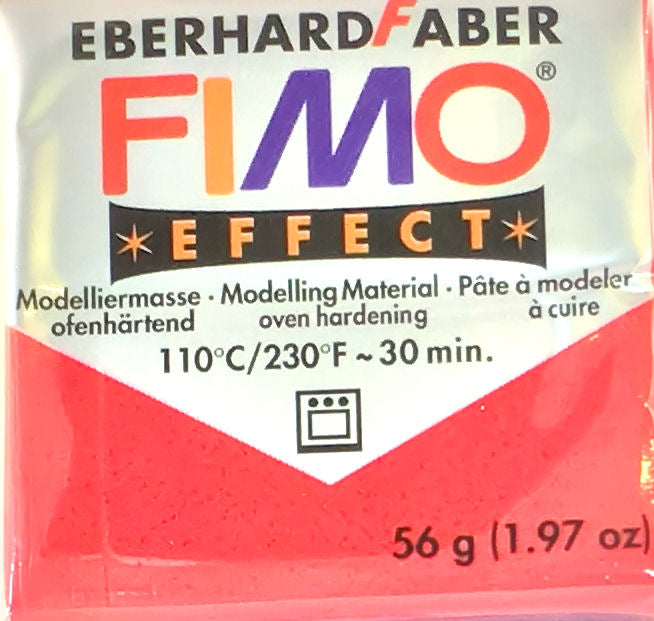 EBERHARDFABER
FIMO®
*EFFECT*
Modelliermasse · Modelling Material · Pâte à modeler
ofenhärtend oven hardening à cuire
110°C/230°F ~ 30 min.
56 g (1.97 oz)